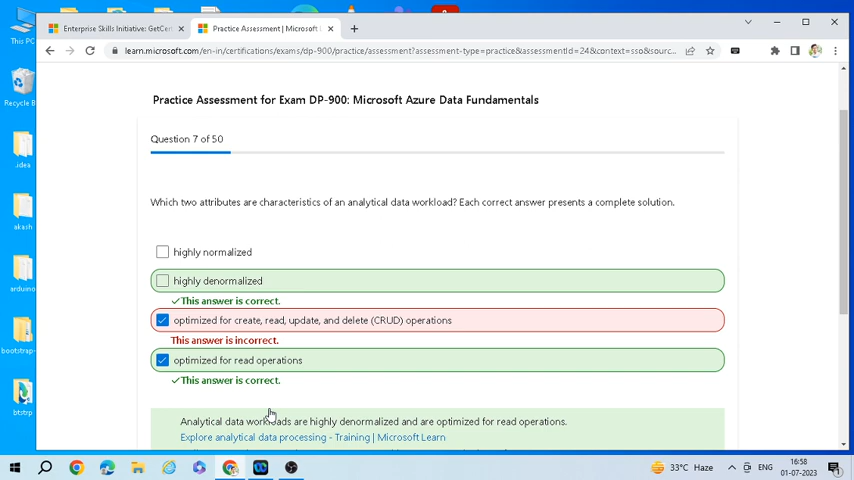 This PC
Recycle B
.idea
akash
arduino
bootstrap-
btstrp
Enterprise Skills Initiative: GetCert
Practice Assessment | Microsoft
learn.microsoft.com/en-in/certifications/exams/dp-900/practice/assessment?assessment-type=practice&assessmentId=24&context=sso&sourc...
Practice Assessment for Exam DP-900: Microsoft Azure Data Fundamentals
Question 7 of 50
Which two attributes are characteristics of an analytical data workload? Each correct answer presents a complete solution.
highly normalized
highly denormalized
This answer is correct.
optimized for create, read, update, and delete (CRUD) operations
This answer is incorrect.
optimized for read operations
This answer is correct.
Analytical data workloads are highly denormalized and are optimized for read operations.
Explore analytical data processing - Training | Microsoft Learn
33°C Haze
ENG
16:58
01-07-2023
1